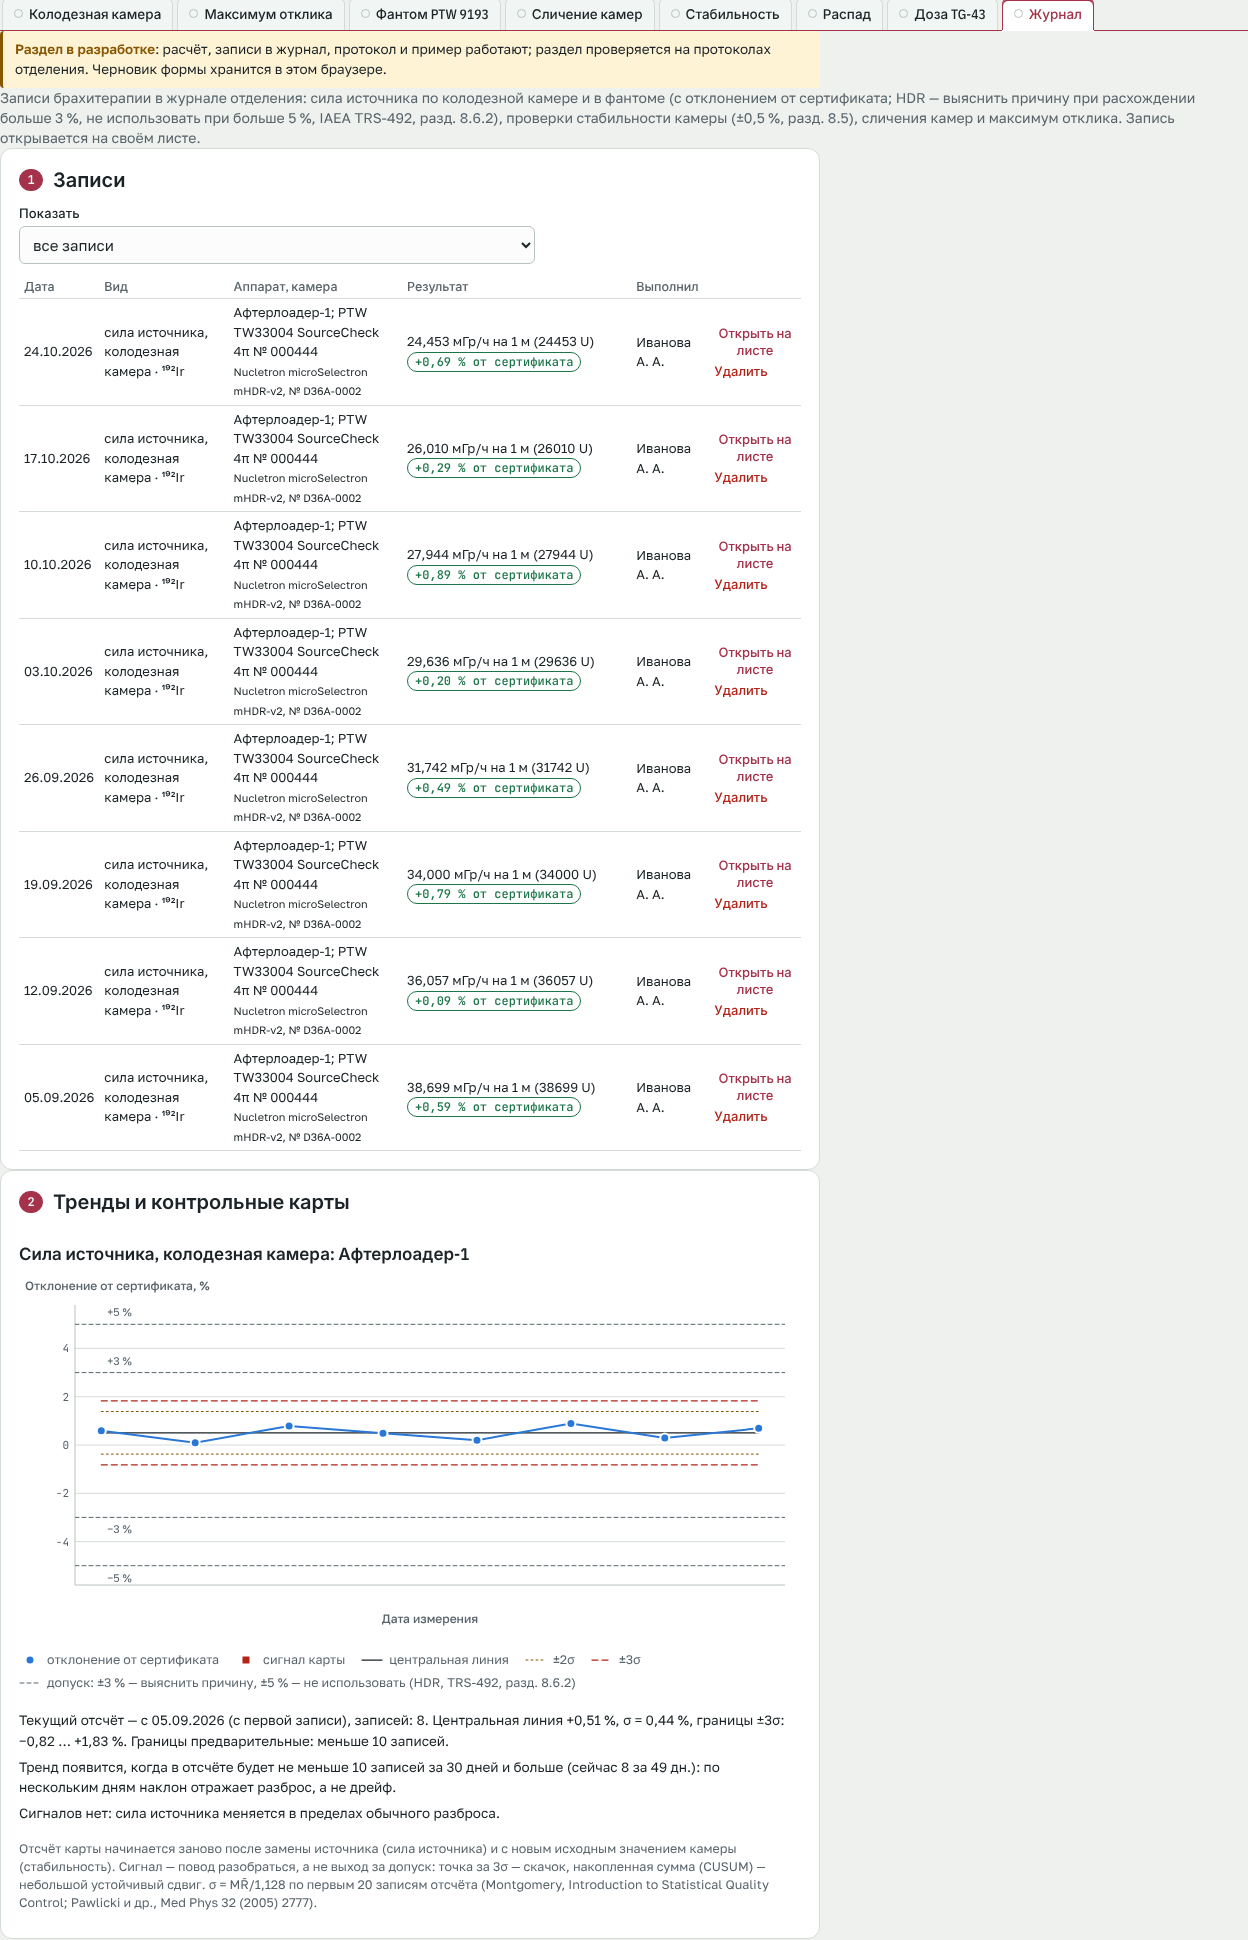 Колодезная камера
Максимум отклика
Фантом PTW 9193
Сличение камер
Стабильность
Распад
Доза TG-43
Журнал
Раздел в разработке: расчёт, записи в журнал, протокол и пример работают; раздел проверяется на протоколах
отделения. Черновик формы хранится в этом браузере.
Записи брахитерапии в журнале отделения: сила источника по колодезной камере и в фантоме (с отклонением от сертификата; HDR — выяснить причину при расхождении
больше 3 %, не использовать при больше 5 %, IAEA TRS-492, разд. 8.6.2), проверки стабильности камеры (±0,5 %, разд. 8.5), сличения камер и максимум отклика. Запись
открывается на своём листе.
1 Записи
Показать
все записи
Дата Вид Аппарат, камера Результат Выполнил
24.10.2026
сила источника,
колодезная
камера · ¹⁹²Ir
Афтерлоадер-1; PTW
TW33004 SourceCheck
4π № 000444
Nucletron microSelectron
mHDR-v2, № D36A-0002
24,453 мГр/ч на 1 м (24453 U)
+0,69 % от сертификата
Иванова
А. А.
Открыть на
листе
Удалить
17.10.2026
сила источника,
колодезная
камера · ¹⁹²Ir
Афтерлоадер-1; PTW
TW33004 SourceCheck
4π № 000444
Nucletron microSelectron
mHDR-v2, № D36A-0002
26,010 мГр/ч на 1 м (26010 U)
+0,29 % от сертификата
Иванова
А. А.
Открыть на
листе
Удалить
10.10.2026
сила источника,
колодезная
камера · ¹⁹²Ir
Афтерлоадер-1; PTW
TW33004 SourceCheck
4π № 000444
Nucletron microSelectron
mHDR-v2, № D36A-0002
27,944 мГр/ч на 1 м (27944 U)
+0,89 % от сертификата
Иванова
А. А.
Открыть на
листе
Удалить
03.10.2026
сила источника,
колодезная
камера · ¹⁹²Ir
Афтерлоадер-1; PTW
TW33004 SourceCheck
4π № 000444
Nucletron microSelectron
mHDR-v2, № D36A-0002
29,636 мГр/ч на 1 м (29636 U)
+0,20 % от сертификата
Иванова
А. А.
Открыть на
листе
Удалить
26.09.2026
сила источника,
колодезная
камера · ¹⁹²Ir
Афтерлоадер-1; PTW
TW33004 SourceCheck
4π № 000444
Nucletron microSelectron
mHDR-v2, № D36A-0002
31,742 мГр/ч на 1 м (31742 U)
+0,49 % от сертификата
Иванова
А. А.
Открыть на
листе
Удалить
19.09.2026
сила источника,
колодезная
камера · ¹⁹²Ir
Афтерлоадер-1; PTW
TW33004 SourceCheck
4π № 000444
Nucletron microSelectron
mHDR-v2, № D36A-0002
34,000 мГр/ч на 1 м (34000 U)
+0,79 % от сертификата
Иванова
А. А.
Открыть на
листе
Удалить
12.09.2026
сила источника,
колодезная
камера · ¹⁹²Ir
Афтерлоадер-1; PTW
TW33004 SourceCheck
4π № 000444
Nucletron microSelectron
mHDR-v2, № D36A-0002
36,057 мГр/ч на 1 м (36057 U)
+0,09 % от сертификата
Иванова
А. А.
Открыть на
листе
Удалить
05.09.2026
сила источника,
колодезная
камера · ¹⁹²Ir
Афтерлоадер-1; PTW
TW33004 SourceCheck
4π № 000444
Nucletron microSelectron
mHDR-v2, № D36A-0002
38,699 мГр/ч на 1 м (38699 U)
+0,59 % от сертификата
Иванова
А. А.
Открыть на
листе
Удалить
2 Тренды и контрольные карты
Сила источника, колодезная камера: Афтерлоадер-1
Отклонение от сертификата, %
+5 %
4
+3 %
2
0
-2
−3 %
-4
−5 %
Дата измерения
отклонение от сертификата
сигнал карты
центральная линия
±2σ
±3σ
допуск: ±3 % — выяснить причину, ±5 % — не использовать (HDR, TRS-492, разд. 8.6.2)
Текущий отсчёт — с 05.09.2026 (с первой записи), записей: 8. Центральная линия +0,51 %, σ = 0,44 %, границы ±3σ:
−0,82 … +1,83 %. Границы предварительные: меньше 10 записей.
Тренд появится, когда в отсчёте будет не меньше 10 записей за 30 дней и больше (сейчас 8 за 49 дн.): по
нескольким дням наклон отражает разброс, а не дрейф.
Сигналов нет: сила источника меняется в пределах обычного разброса.
Отсчёт карты начинается заново после замены источника (сила источника) и с новым исходным значением камеры
(стабильность). Сигнал — повод разобраться, а не выход за допуск: точка за 3σ — скачок, накопленная сумма (CUSUM) —
небольшой устойчивый сдвиг. σ = MR̄/1,128 по первым 20 записям отсчёта (Montgomery, Introduction to Statistical Quality
Control; Pawlicki и др., Med Phys 32 (2005) 2777).